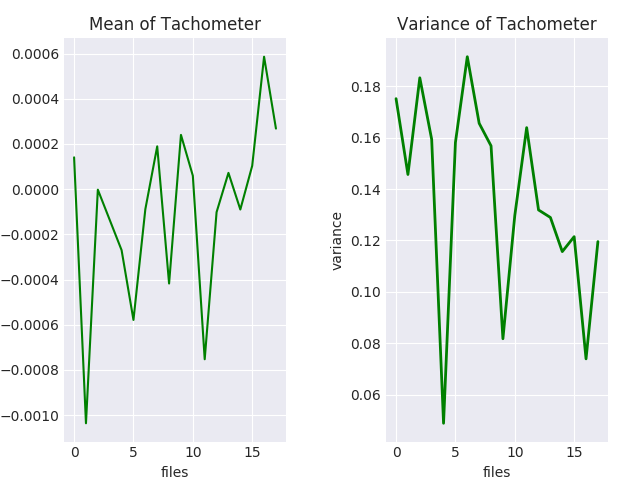 Mean of Tachometer
0.0006
0.0004
0.0002
0.0000
−0.0002
−0.0004
−0.0006
−0.0008
−0.0010
0 5 10 15
files
Variance of Tachometer
variance
0.18
0.16
0.14
0.12
0.10
0.08
0.06
0 5 10 15
files